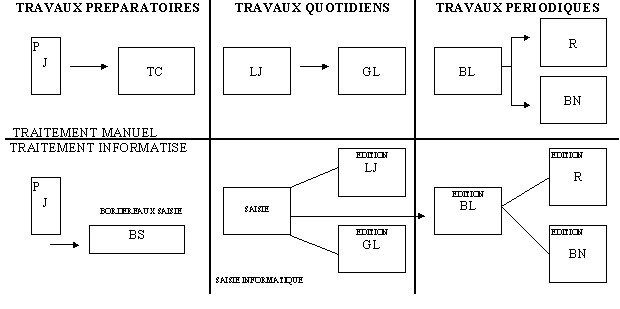 TRAVAUX PREPARATOIRES
TRAVAUX QUOTIDIENS
TRAVAUX PERIODIQUES
P
J
TC
LJ
GL
BL
R
BN
TRAITEMENT MANUEL
TRAITEMENT INFORMATISE
P
J
BORDEREAUX SAISIE
BS
SAISIE
EDITION
LJ
EDITION
GL
SAISIE INFORMATIQUE
EDITION
BL
EDITION
R
EDITION
BN